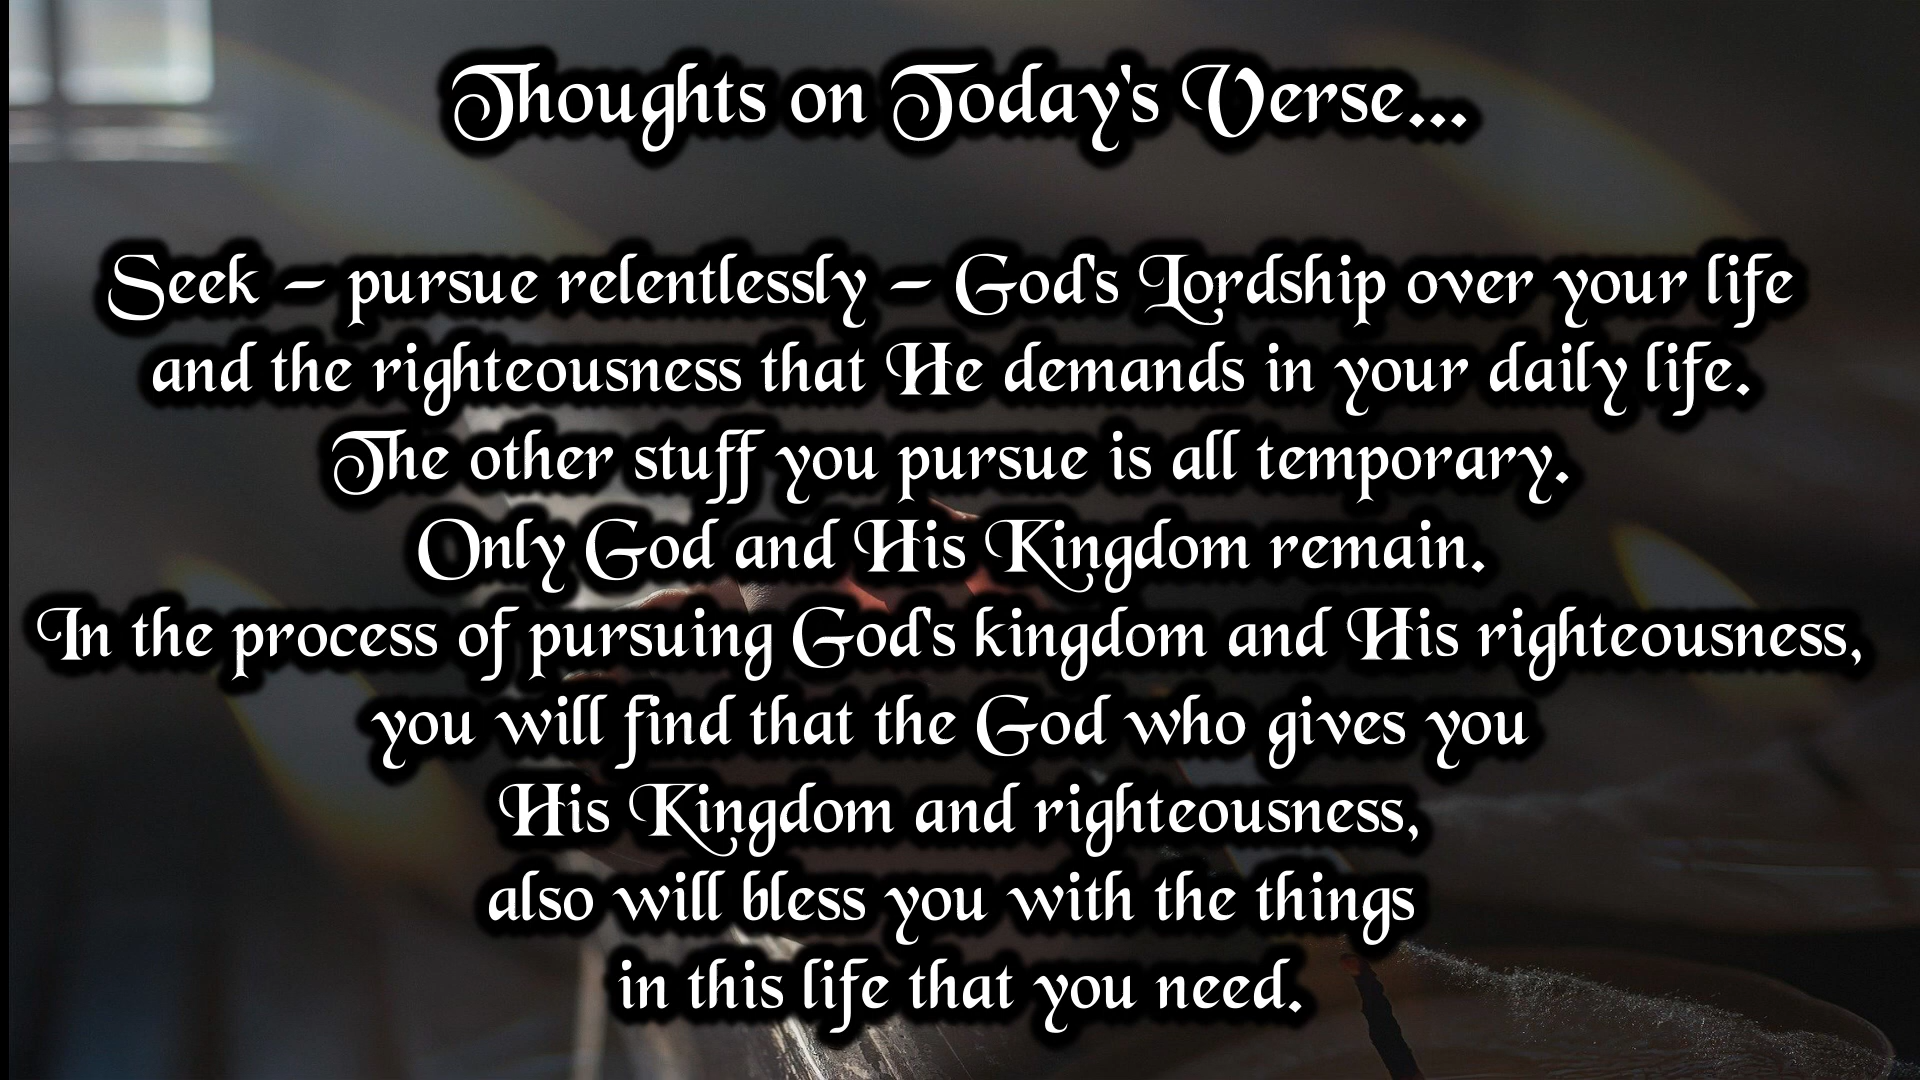 Thoughts on Today's Verse...
Seek – pursue relentlessly – God's Lordship over your life
and the righteousness that He demands in your daily life.
The other stuff you pursue is all temporary.
Only God and His Kingdom remain.
In the process of pursuing God's kingdom and His righteousness,
you will find that the God who gives you
His Kingdom and righteousness,
also will bless you with the things
in this life that you need.